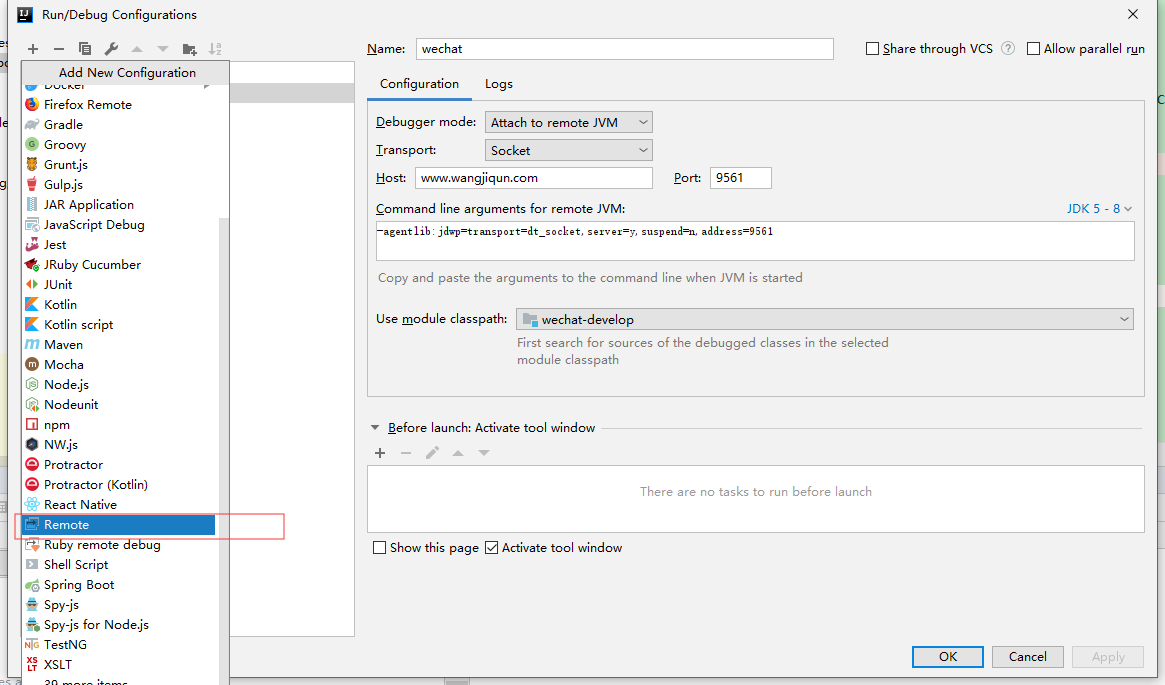 Run/Debug Configurations
Name: wechat
Share through VCS
Allow parallel run
Add New Configuration
Docker
Firefox Remote
Gradle
Groovy
Grunt.js
Gulp.js
JAR Application
JavaScript Debug
Jest
JRuby Cucumber
JUnit
Kotlin
Kotlin script
Maven
Mocha
Node.js
Nodeunit
npm
NW.js
Protractor
Protractor (Kotlin)
React Native
Remote
Ruby remote debug
Shell Script
Spring Boot
Spy-js
Spy-js for Node.js
TestNG
XSLT
39 more items
Configuration
Logs
Debugger mode: Attach to remote JVM
Transport: Socket
Host: www.wangjiqun.com Port: 9561
Command line arguments for remote JVM: JDK 5 - 8
-agentlib:jdwp=transport=dt_socket,server=y,suspend=n,address=9561
Copy and paste the arguments to the command line when JVM is started
Use module classpath: wechat-develop
First search for sources of the debugged classes in the selected
module classpath
Before launch: Activate tool window
There are no tasks to run before launch
Show this page Activate tool window
OK Cancel Apply